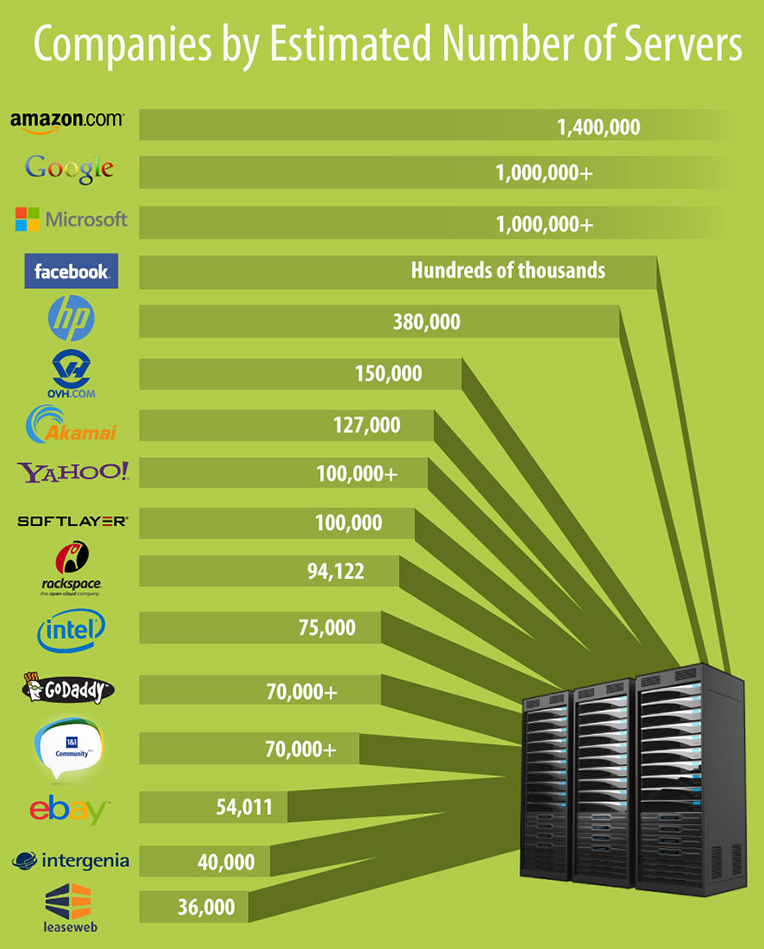 Companies by Estimated Number of Servers
amazon.com
1,400,000
Google
1,000,000+
Microsoft
1,000,000+
facebook.
Hundreds of thousands
hp
380,000
OVH.COM
150,000
Akamai
127,000
YAHOO!
100,000+
SOFTLAYER®
100,000
rackspace
the open cloud company
94,122
intel
75,000
GoDaddy
70,000+
1&1
Community
70,000+
ebay
54,011
intergenia
40,000
leaseweb
36,000